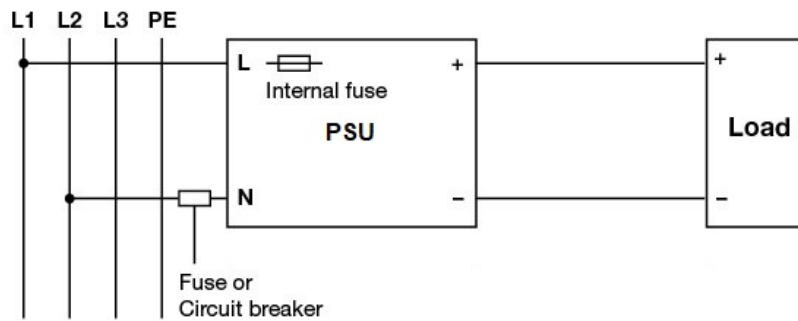 L1 L2 L3 PE
L
+
+
Internal fuse
PSU
Load
N
−
−
Fuse or
Circuit breaker